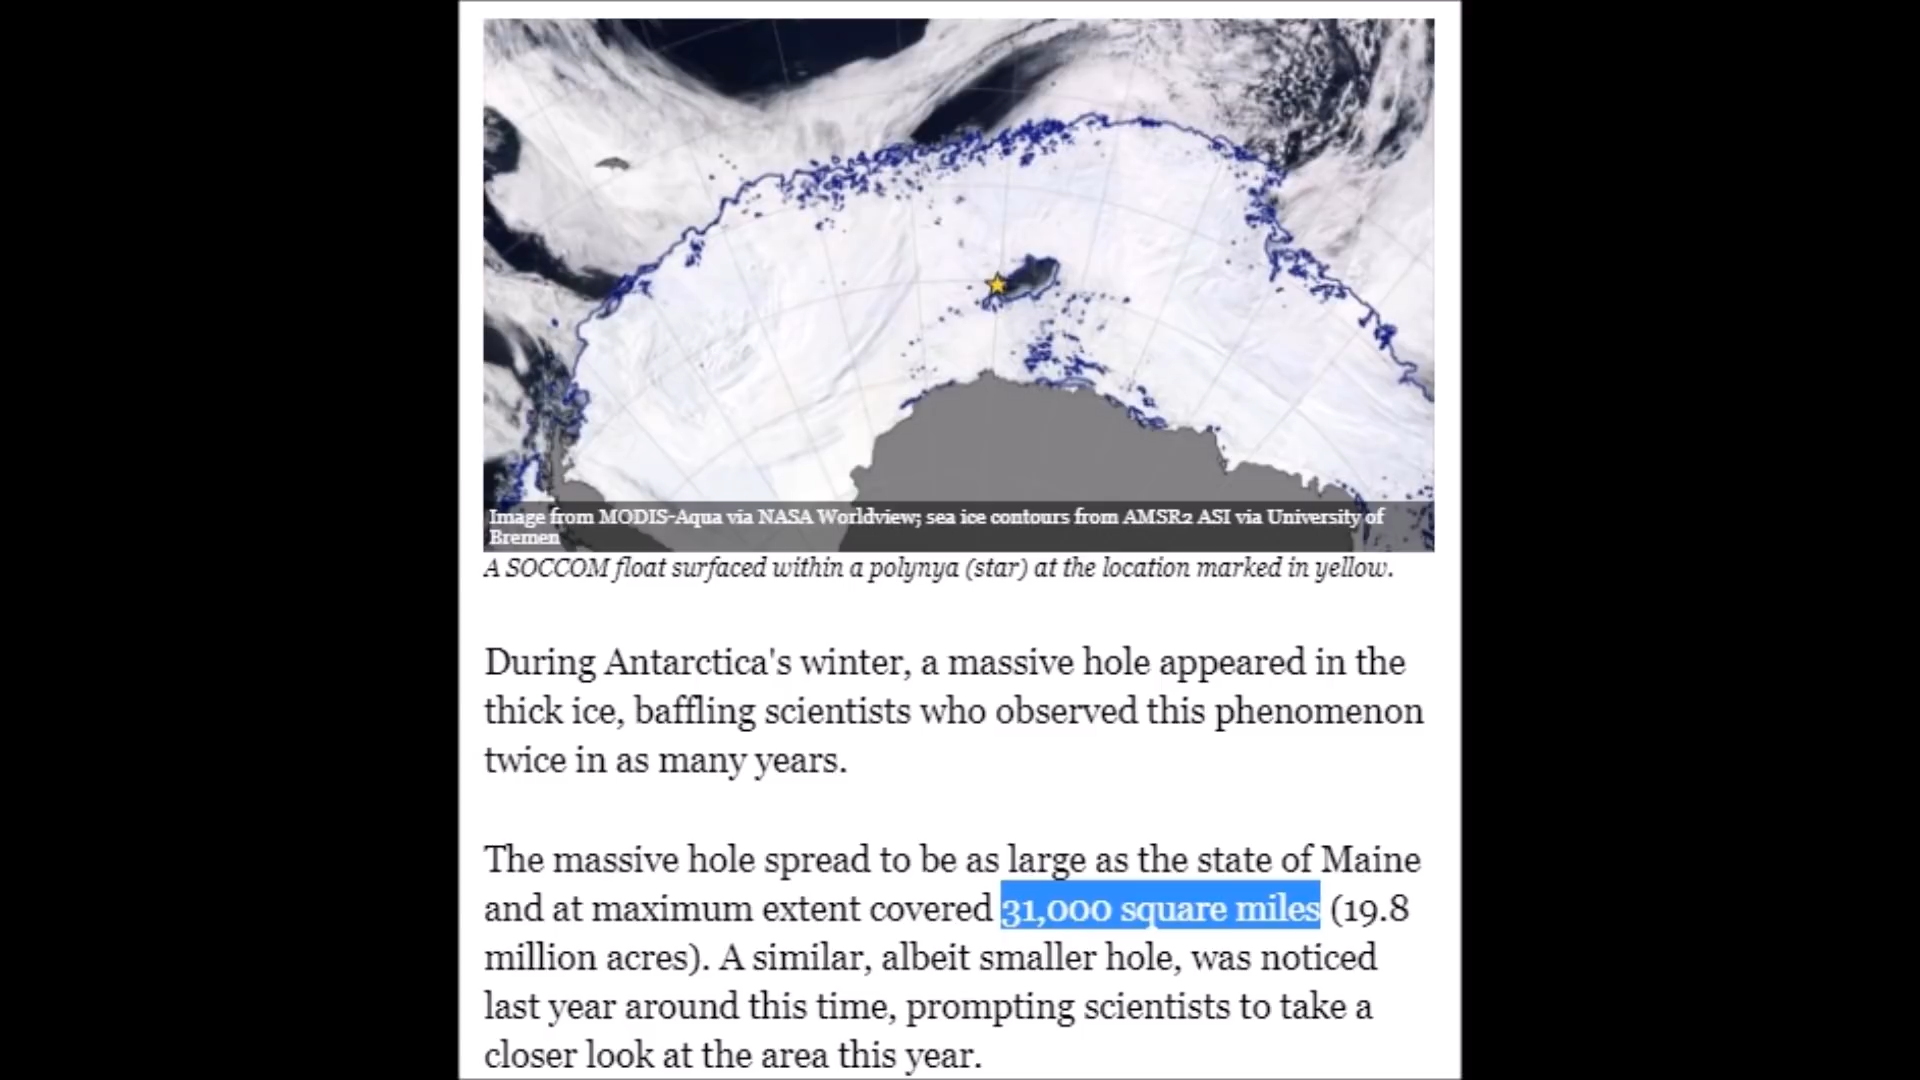 Image from MODIS-Aqua via NASA Worldview; sea ice contours from AMSR2 ASI via University of
Bremen
A SOCCOM float surfaced within a polynya (star) at the location marked in yellow.
During Antarctica's winter, a massive hole appeared in the
thick ice, baffling scientists who observed this phenomenon
twice in as many years.
The massive hole spread to be as large as the state of Maine
and at maximum extent covered 31,000 square miles (19.8
million acres). A similar, albeit smaller hole, was noticed
last year around this time, prompting scientists to take a
closer look at the area this year.